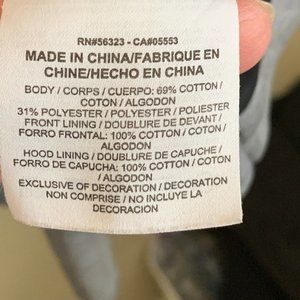 RN#56323 - CA#05553
MADE IN CHINA/FABRIQUE EN
CHINE/HECHO EN CHINA
BODY / CORPS / CUERPO: 69% COTTON /
COTON / ALGODON
31% POLYESTER / POLYESTER / POLIESTER
FRONT LINING / DOUBLURE DE DEVANT /
FORRO FRONTAL: 100% COTTON / COTON
/ ALGODON
HOOD LINING / DOUBLURE DE CAPUCHE /
FORRO DE CAPUCHA: 100% COTTON / COTON
/ ALGODON
EXCLUSIVE OF DECORATION / DECORATION
NON COMPRISE / NO INCLUYE LA
DECORACION